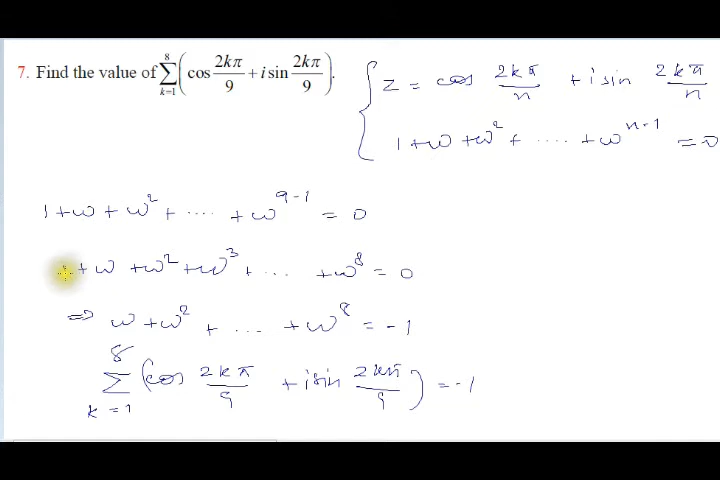 7. Find the value of \sum_{k=1}^{8} ( cos 2kπ/9 + i sin 2kπ/9 ).
z = cos 2kπ/n + i sin 2kπ/n
1 + ω + ω² + .... + ω^{n-1} = 0
1 + ω + ω² + .... + ω^{9-1} = 0
+ ω + ω² + ω³ + .... + ω⁸ = 0
⇒ ω + ω² + ... + ω⁸ = -1
\sum_{k=1}^{8} ( cos 2kπ/9 + i sin 2kπ/9 ) = -1